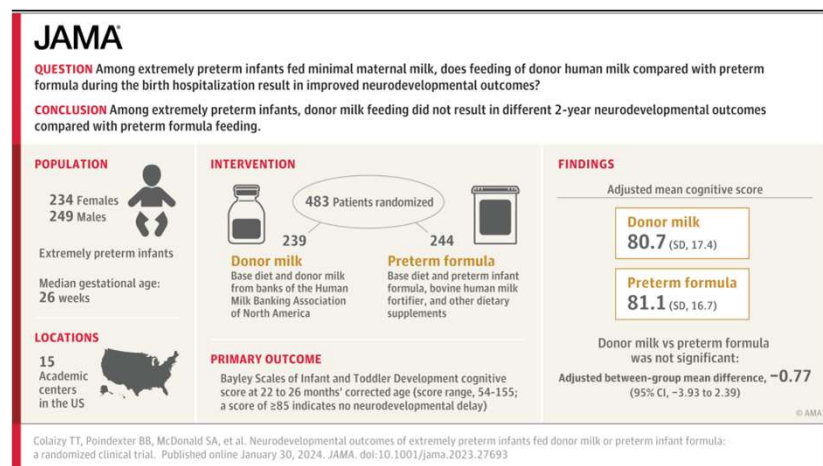 JAMA
QUESTION Among extremely preterm infants fed minimal maternal milk, does feeding of donor human milk compared with preterm
formula during the birth hospitalization result in improved neurodevelopmental outcomes?
CONCLUSION Among extremely preterm infants, donor milk feeding did not result in different 2-year neurodevelopmental outcomes
compared with preterm formula feeding.
POPULATION
234 Females
249 Males
Extremely preterm infants
Median gestational age:
26 weeks
LOCATIONS
15
Academic
centers
in the US
INTERVENTION
483 Patients randomized
239
244
Donor milk
Base diet and donor milk
from banks of the Human
Milk Banking Association
of North America
Preterm formula
Base diet and preterm infant
formula, bovine human milk
fortifier, and other dietary
supplements
PRIMARY OUTCOME
Bayley Scales of Infant and Toddler Development cognitive
score at 22 to 26 months' corrected age (score range, 54-155;
a score of ≥85 indicates no neurodevelopmental delay)
FINDINGS
Adjusted mean cognitive score
Donor milk
80.7 (SD, 17.4)
Preterm formula
81.1 (SD, 16.7)
Donor milk vs preterm formula
was not significant:
Adjusted between-group mean difference, −0.77
(95% CI, −3.93 to 2.39)
© AMA
Colaizy TT, Poindexter BB, McDonald SA, et al. Neurodevelopmental outcomes of extremely preterm infants fed donor milk or preterm infant formula:
a randomized clinical trial. Published online January 30, 2024. JAMA. doi:10.1001/jama.2023.27693